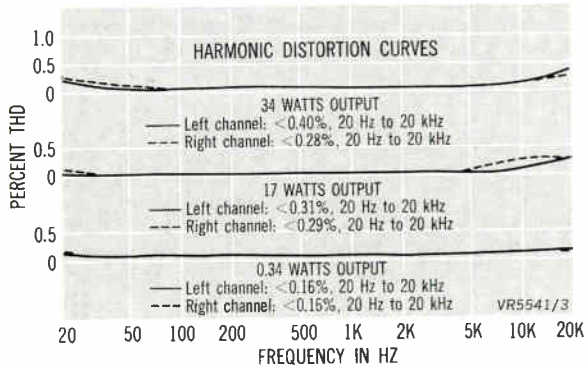 1.0
HARMONIC DISTORTION CURVES
0.5
0
34 WATTS OUTPUT
Left channel: <0.40%, 20 Hz to 20 kHz
Right channel: <0.28%, 20 Hz to 20 kHz
0.5
0
17 WATTS OUTPUT
Left channel: <0.31%, 20 Hz to 20 kHz
Right channel: <0.29%, 20 Hz to 20 kHz
0.5
0
0.34 WATTS OUTPUT
Left channel: <0.16%, 20 Hz to 20 kHz
Right channel: <0.15%, 20 Hz to 20 kHz
VR5541/3
PERCENT THD
20 50 100 200 500 1K 2K 5K 10K 20K
FREQUENCY IN HZ